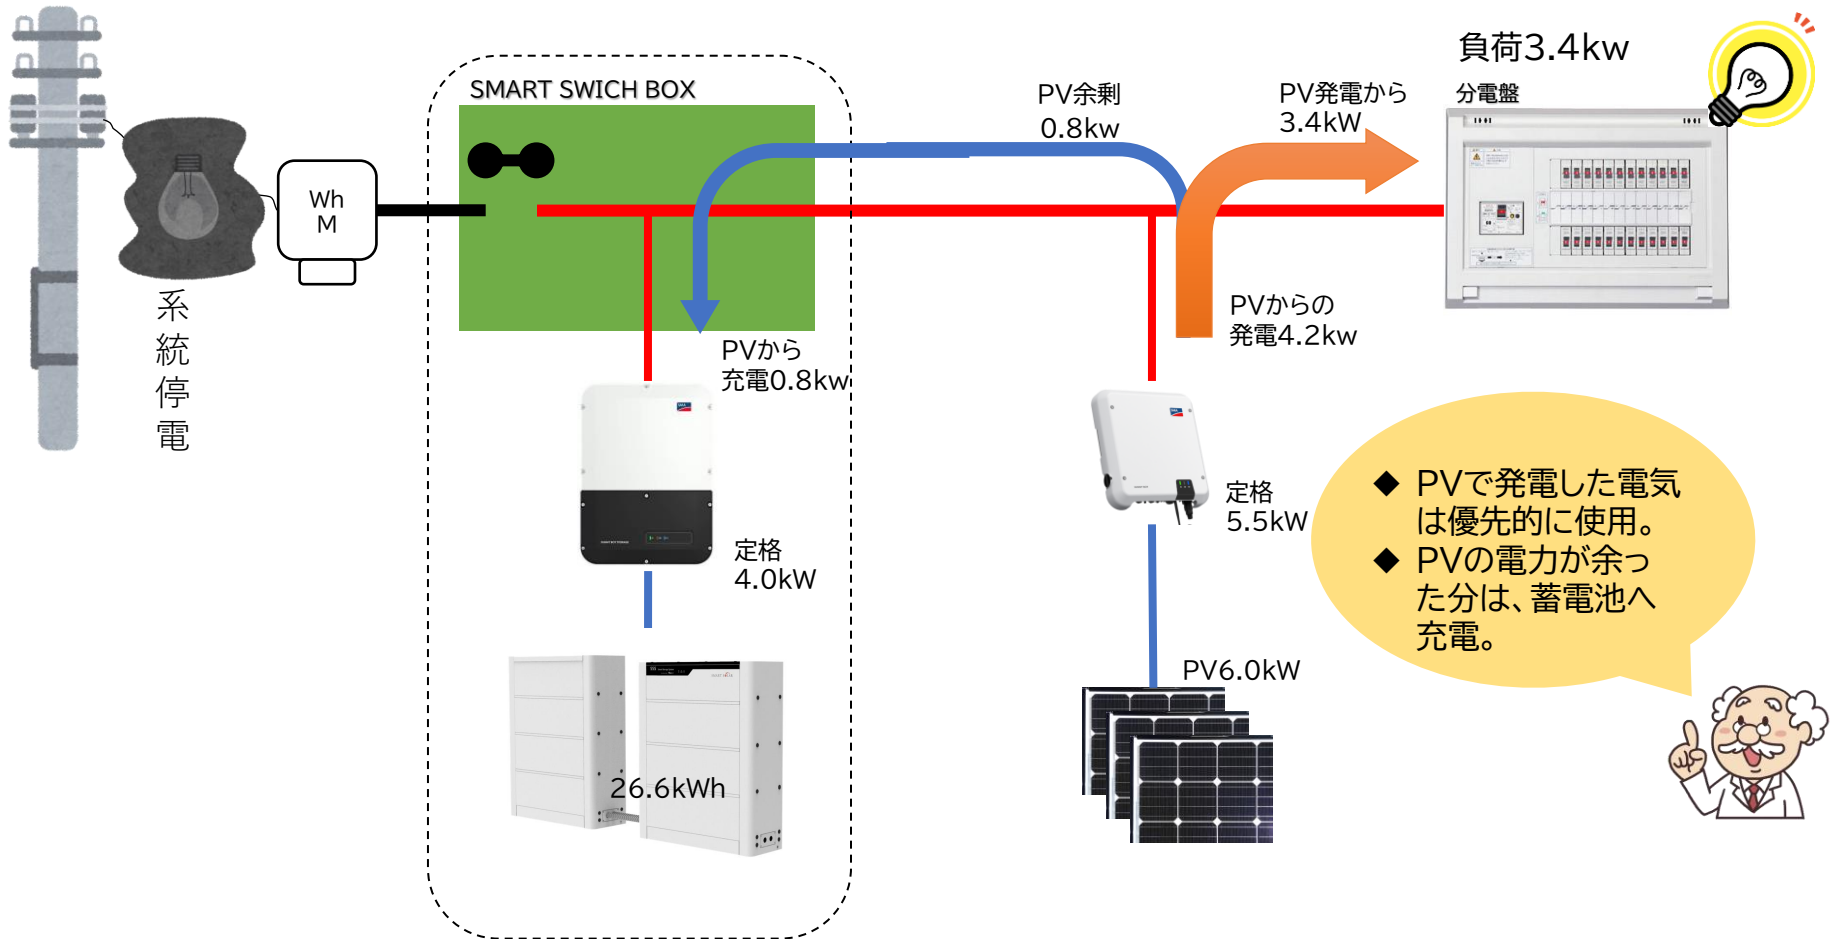 負荷3.4kw
SMART SWICH BOX
PV余剰
0.8kw
PV発電から
3.4kW
分電盤
Wh
M
系
統
停
電
PVからの
発電4.2kw
PVから
充電0.8kw
定格
4.0kW
定格
5.5kW
◆ PVで発電した電気
は優先的に使用。
◆ PVの電力が余っ
た分は、蓄電池へ
充電。
PV6.0kW
26.6kWh